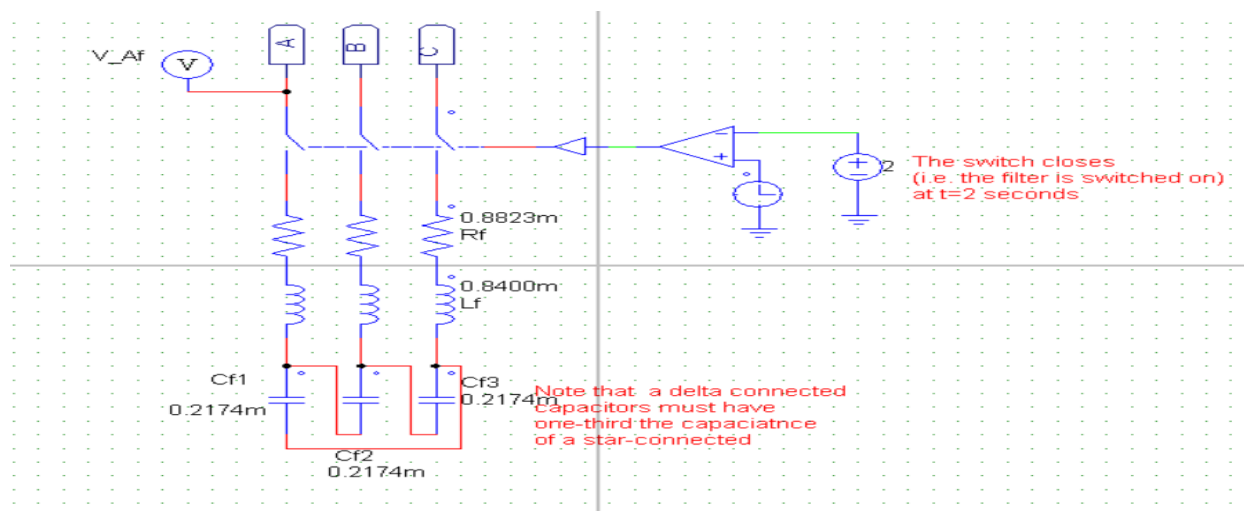 V_Af
V
A
B
C
2
The switch closes
(i.e. the filter is switched on)
at t=2 seconds
0.8823m
Rf
0.8400m
Lf
Cf1
0.2174m
Cf3
0.2174m
Cf2
0.2174m
Note that a delta connected
capacitors must have
one-third the capaciatnce
of a star-connected